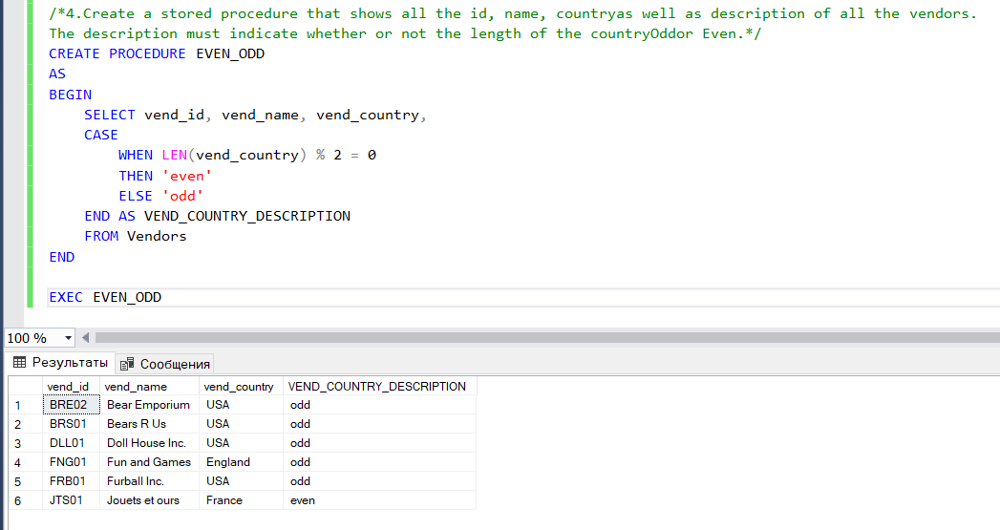 /*4.Create a stored procedure that shows all the id, name, countryas well as description of all the vendors.
The description must indicate whether or not the length of the countryOddor Even.*/
CREATE PROCEDURE EVEN_ODD
AS
BEGIN
SELECT vend_id, vend_name, vend_country,
CASE
WHEN LEN(vend_country) % 2 = 0
THEN 'even'
ELSE 'odd'
END AS VEND_COUNTRY_DESCRIPTION
FROM Vendors
END
EXEC EVEN_ODD
100 %
Результаты Сообщения
vend_id vend_name vend_country VEND_COUNTRY_DESCRIPTION
1 BRE02 Bear Emporium USA odd
2 BRS01 Bears R Us USA odd
3 DLL01 Doll House Inc. USA odd
4 FNG01 Fun and Games England odd
5 FRB01 Furball Inc. USA odd
6 JTS01 Jouets et ours France even